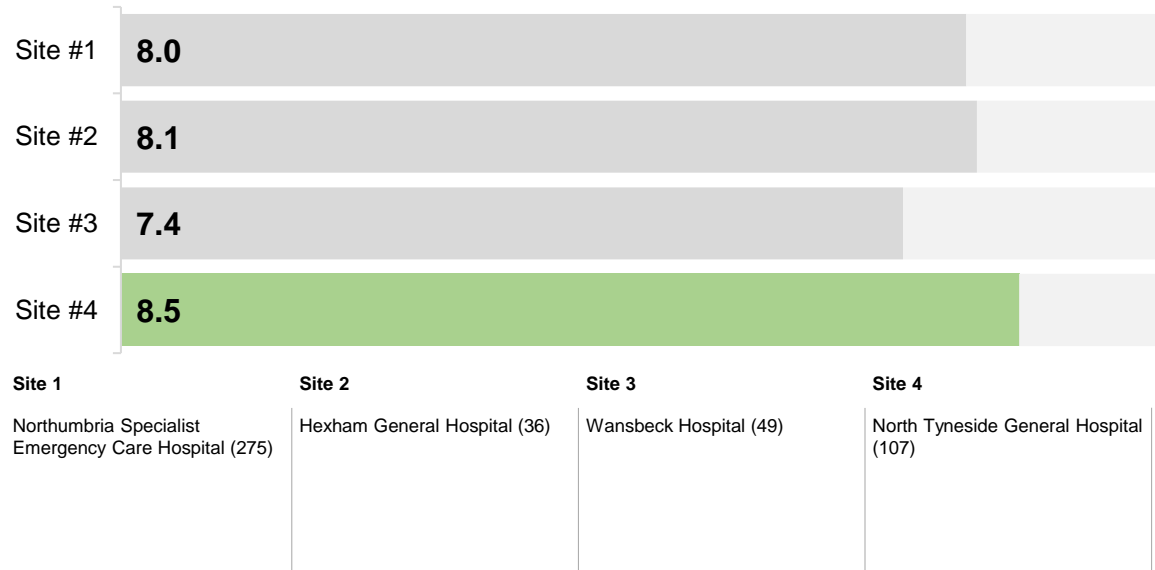 Site #1 8.0
Site #2 8.1
Site #3 7.4
Site #4 8.5
Site 1
Northumbria Specialist
Emergency Care Hospital (275)
Site 2
Hexham General Hospital (36)
Site 3
Wansbeck Hospital (49)
Site 4
North Tyneside General Hospital
(107)